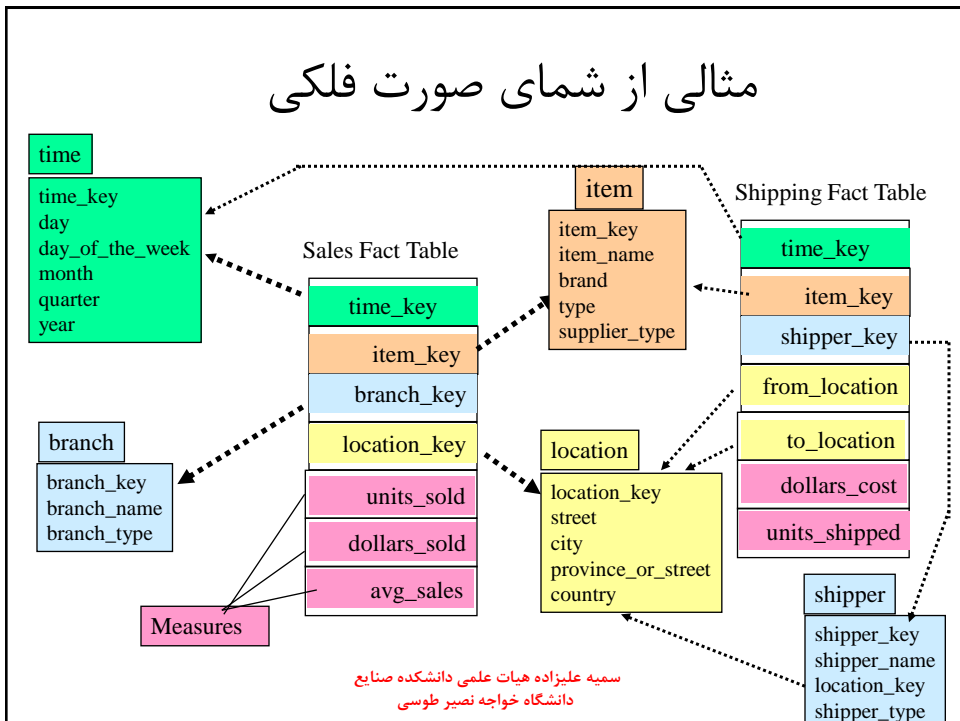 مثالی از شمای صورت فلکی
time
time_key
day
day_of_the_week
month
quarter
year
Sales Fact Table
time_key
item_key
branch_key
location_key
units_sold
dollars_sold
avg_sales
Measures
branch
branch_key
branch_name
branch_type
item
item_key
item_name
brand
type
supplier_type
location
location_key
street
city
province_or_street
country
Shipping Fact Table
time_key
item_key
shipper_key
from_location
to_location
dollars_cost
units_shipped
shipper
shipper_key
shipper_name
location_key
shipper_type
سمیه علیزاده هیات علمی دانشکده صنایع
دانشگاه خواجه نصیر طوسی